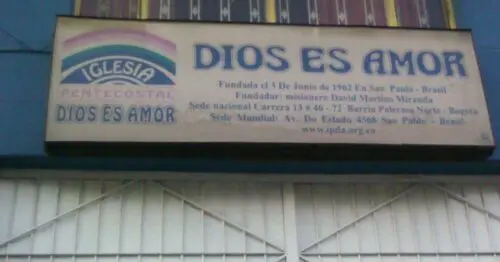 IGLESIA
PENTECOSTAL
DIOS ES AMOR
DIOS ES AMOR
Fundada el 3 De Junio de 1962 En Sao Paulo - Brasil
Fundador: misionero David Martins Miranda
Sede nacional Carrera 13 # 46 - 72 Barrio Palermo Norte - Bogota
Sede Mundial: Av. Do Estado 4568 Sao Pablo - Brasil
www.ipda.org.co